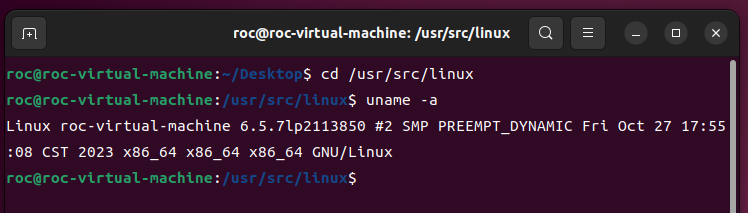 roc@roc-virtual-machine: /usr/src/linux
roc@roc-virtual-machine:~/Desktop$ cd /usr/src/linux
roc@roc-virtual-machine:/usr/src/linux$ uname -a
Linux roc-virtual-machine 6.5.7lp2113850 #2 SMP PREEMPT_DYNAMIC Fri Oct 27 17:55
:08 CST 2023 x86_64 x86_64 x86_64 GNU/Linux
roc@roc-virtual-machine:/usr/src/linux$